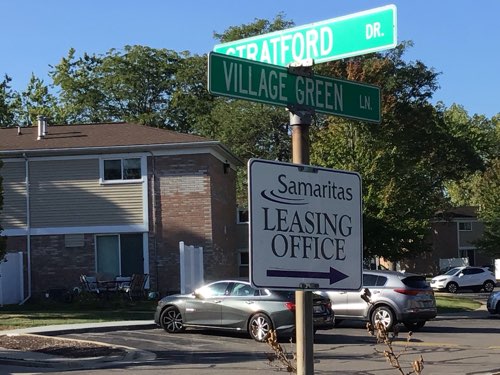 STRATFORD DR.
VILLAGE GREEN LN.
Samaritas
LEASING
OFFICE